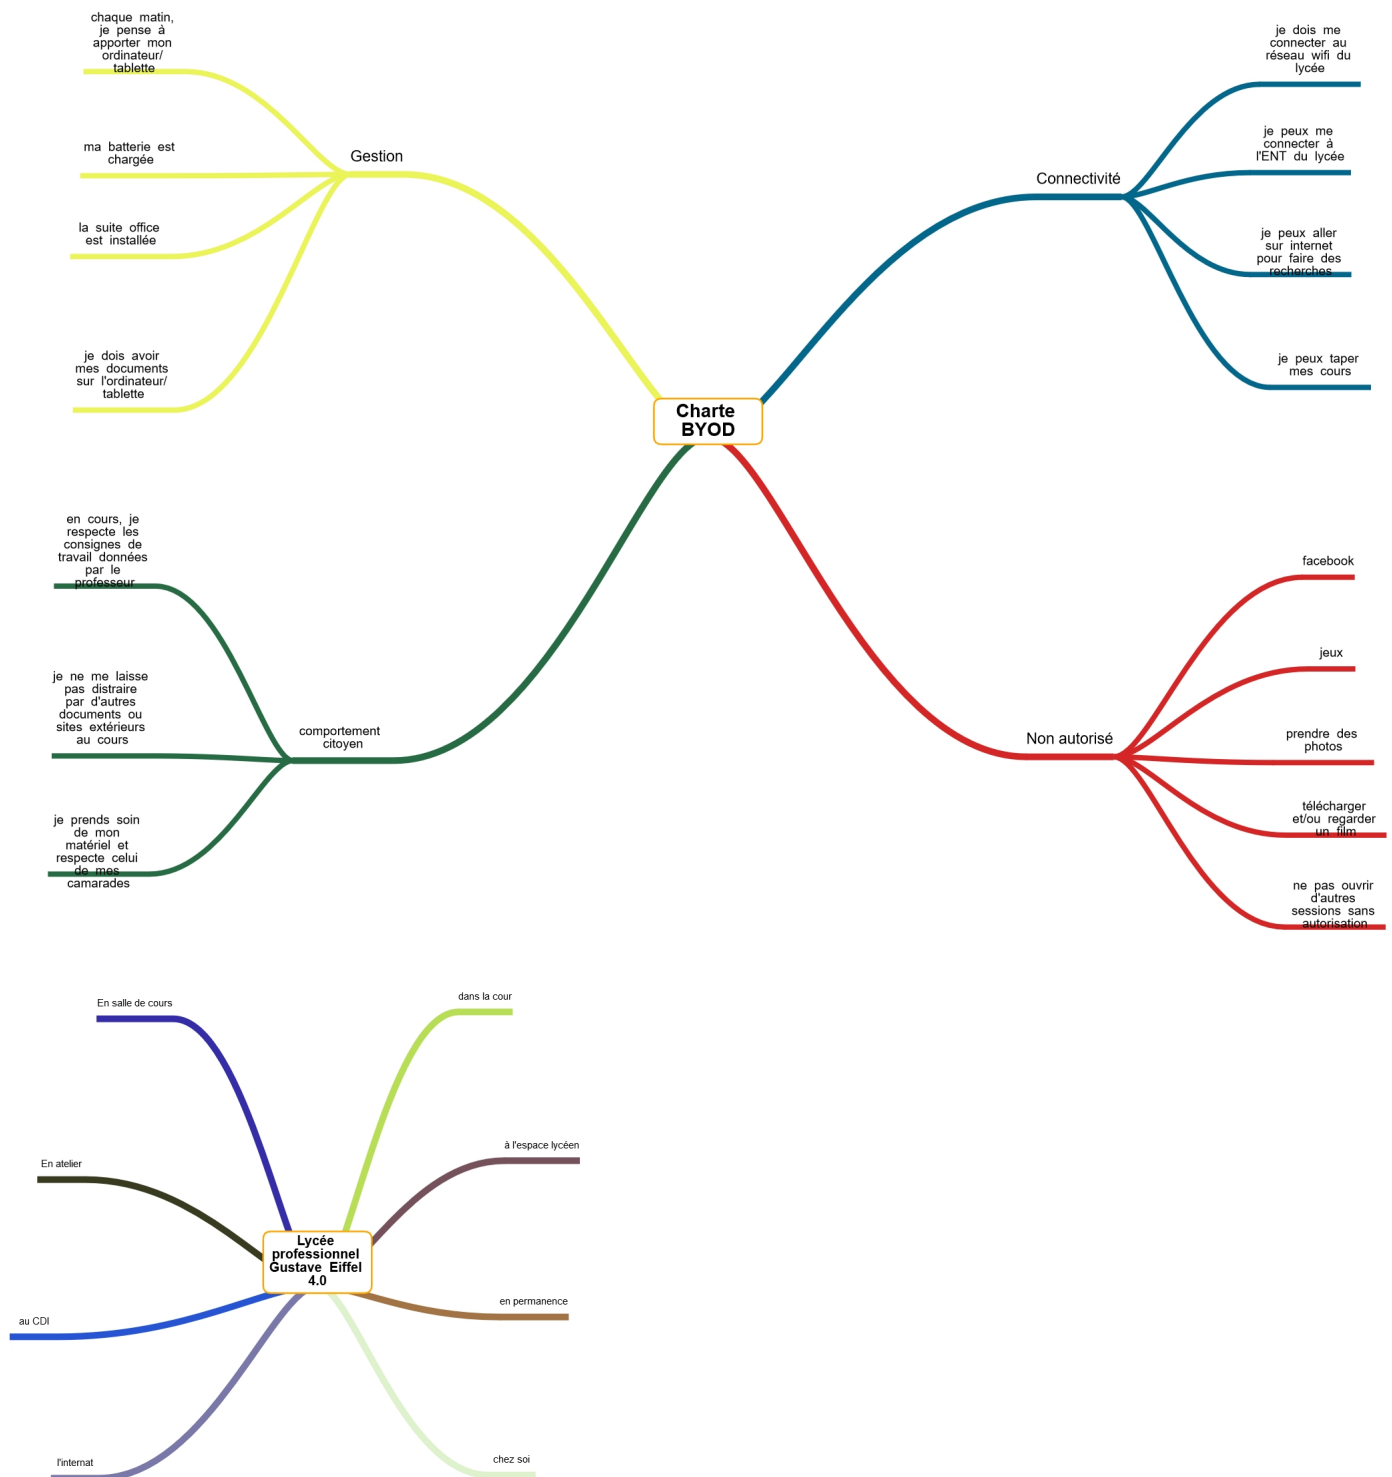 Charte
BYOD
Gestion
chaque matin,
je pense à
apporter mon
ordinateur/
tablette
ma batterie est
chargée
la suite office
est installée
je dois avoir
mes documents
sur l'ordinateur/
tablette
Connectivité
je dois me
connecter au
réseau wifi du
lycée
je peux me
connecter à
l'ENT du lycée
je peux aller
sur internet
pour faire des
recherches
je peux taper
mes cours
comportement
citoyen
en cours, je
respecte les
consignes de
travail données
par le
professeur
je ne me laisse
pas distraire
par d'autres
documents ou
sites extérieurs
au cours
je prends soin
de mon
matériel et
respecte celui
de mes
camarades
Non autorisé
facebook
jeux
prendre des
photos
télécharger
et/ou regarder
un film
ne pas ouvrir
d'autres
sessions sans
autorisation
Lycée
professionnel
Gustave Eiffel
4.0
En salle de cours
En atelier
au CDI
l'internat
dans la cour
à l'espace lycéen
en permanence
chez soi